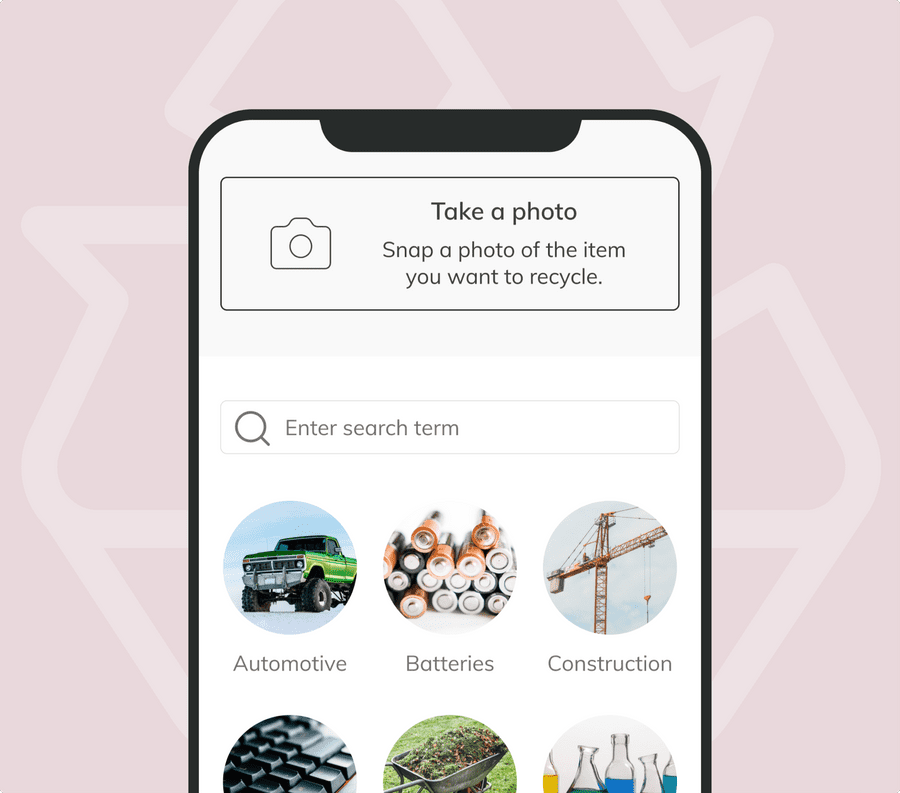 Take a photo
Snap a photo of the item
you want to recycle.
Enter search term
Automotive
Batteries
Construction